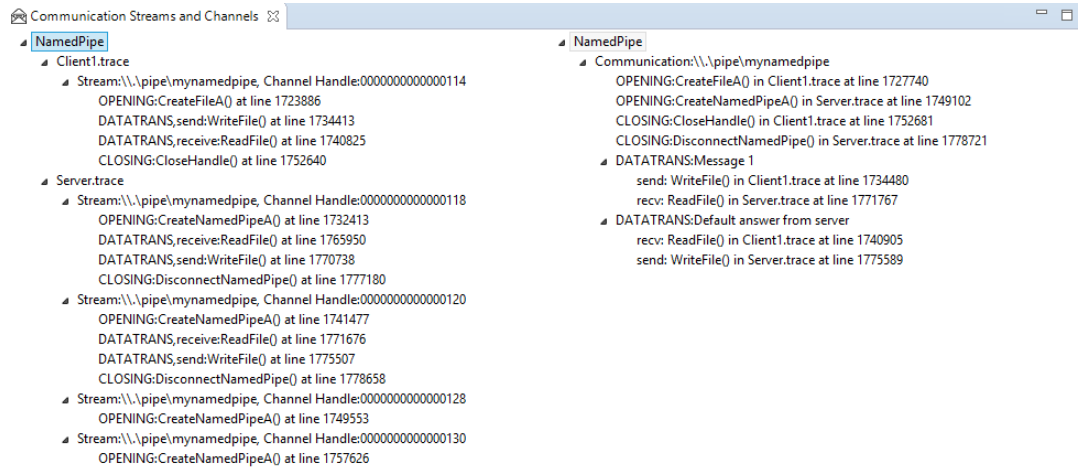 Communication Streams and Channels
NamedPipe
Client1.trace
Stream:\\.\pipe\mynamedpipe, Channel Handle:0000000000000114
OPENING:CreateFileA() at line 1723886
DATATRANS,send:WriteFile() at line 1734413
DATATRANS,receive:ReadFile() at line 1740825
CLOSING:CloseHandle() at line 1752640
Server.trace
Stream:\\.\pipe\mynamedpipe, Channel Handle:0000000000000118
OPENING:CreateNamedPipeA() at line 1732413
DATATRANS,receive:ReadFile() at line 1765950
DATATRANS,send:WriteFile() at line 1770738
CLOSING:DisconnectNamedPipe() at line 1777180
Stream:\\.\pipe\mynamedpipe, Channel Handle:0000000000000120
OPENING:CreateNamedPipeA() at line 1741477
DATATRANS,receive:ReadFile() at line 1771676
DATATRANS,send:WriteFile() at line 1775507
CLOSING:DisconnectNamedPipe() at line 1778658
Stream:\\.\pipe\mynamedpipe, Channel Handle:0000000000000128
OPENING:CreateNamedPipeA() at line 1749553
Stream:\\.\pipe\mynamedpipe, Channel Handle:0000000000000130
OPENING:CreateNamedPipeA() at line 1757626
NamedPipe
Communication:\\.\pipe\mynamedpipe
OPENING:CreateFileA() in Client1.trace at line 1727740
OPENING:CreateNamedPipeA() in Server.trace at line 1749102
CLOSING:CloseHandle() in Client1.trace at line 1752681
CLOSING:DisconnectNamedPipe() in Server.trace at line 1778721
DATATRANS:Message 1
send: WriteFile() in Client1.trace at line 1734480
recv: ReadFile() in Server.trace at line 1771767
DATATRANS:Default answer from server
recv: ReadFile() in Client1.trace at line 1740905
send: WriteFile() in Server.trace at line 1775589